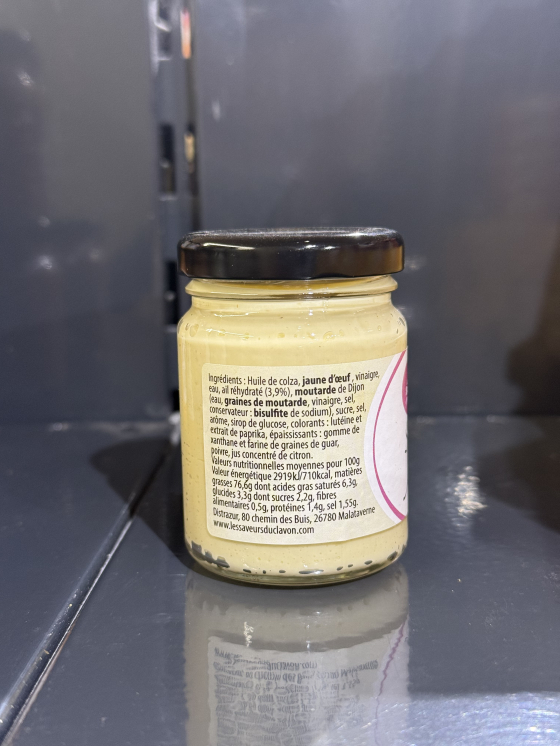 Ingrédients : Huile de colza, jaune d'œuf, vinaigre,
eau, ail réhydraté (3,9%), moutarde de Dijon
(eau, graines de moutarde, vinaigre, sel,
conservateur : bisulfite de sodium), sucre, sel,
arôme, sirop de glucose, colorants : lutéine et
extrait de paprika, épaississants : gomme de
xanthane et farine de graines de guar,
poivre, jus concentré de citron.
Valeurs nutritionnelles moyennes pour 100g
Valeur énergétique 2919kJ/710kcal, matières
grasses 76,6g dont acides gras saturés 6,3g,
glucides 3,3g dont sucres 2,2g, fibres
alimentaires 0,5g, protéines 1,4g, sel 1,55g.
Distrazur, 80 chemin des Buis, 26780 Malataverne
www.lessaveursduclavon.com